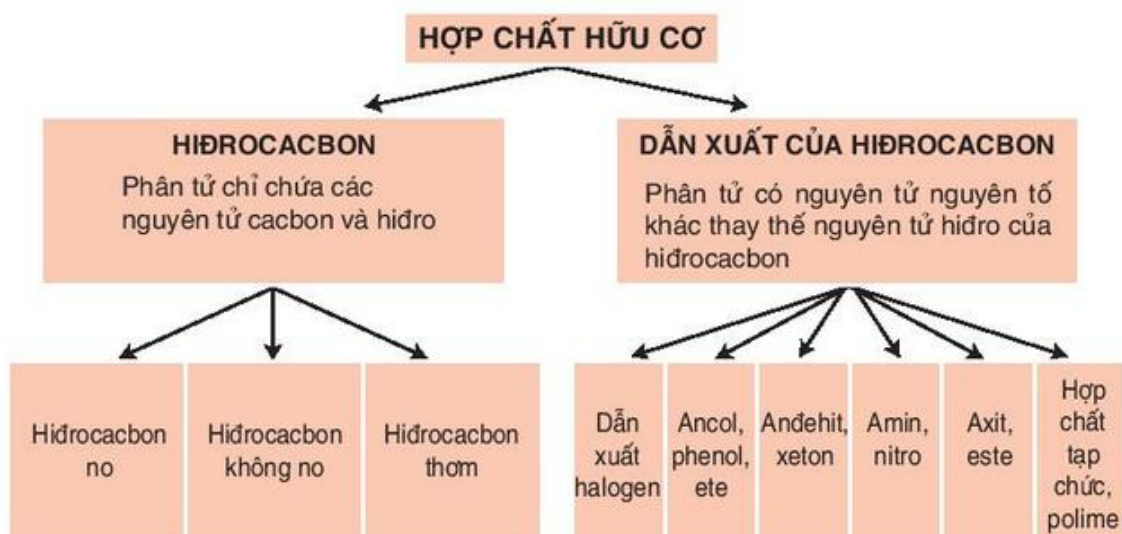 HỢP CHẤT HỮU CƠ
HIĐROCACBON
Phân tử chỉ chứa các
nguyên tử cacbon và hiđro
DẪN XUẤT CỦA HIĐROCACBON
Phân tử có nguyên tử nguyên tố
khác thay thế nguyên tử hiđro của
hiđrocacbon
Hiđrocacbon
no
Hiđrocacbon
không no
Hiđrocacbon
thơm
Dẫn
xuất
halogen
Ancol,
phenol,
ete
Anđehit,
xeton
Amin,
nitro
Axit,
este
Hợp
chất
tạp
chức,
polime